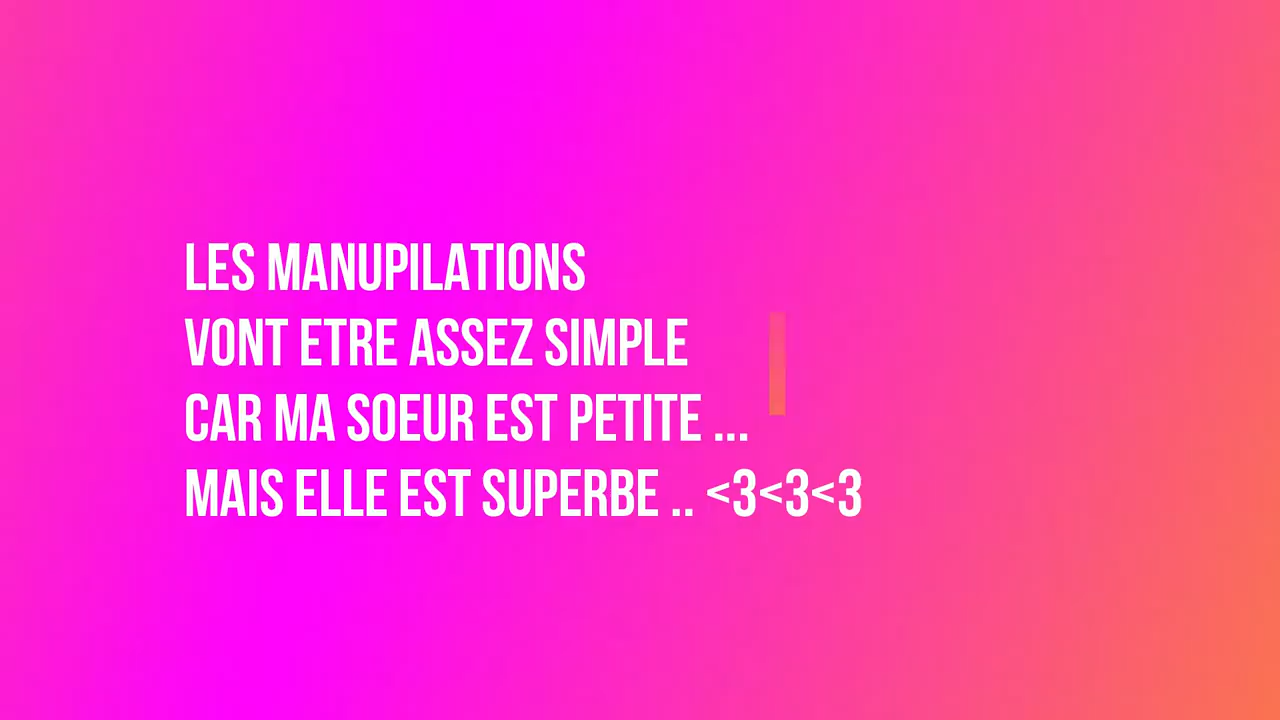 LES MANUPILATIONS
VONT ETRE ASSEZ SIMPLE
CAR MA SOEUR EST PETITE ...
MAIS ELLE EST SUPERBE .. <3<3<3